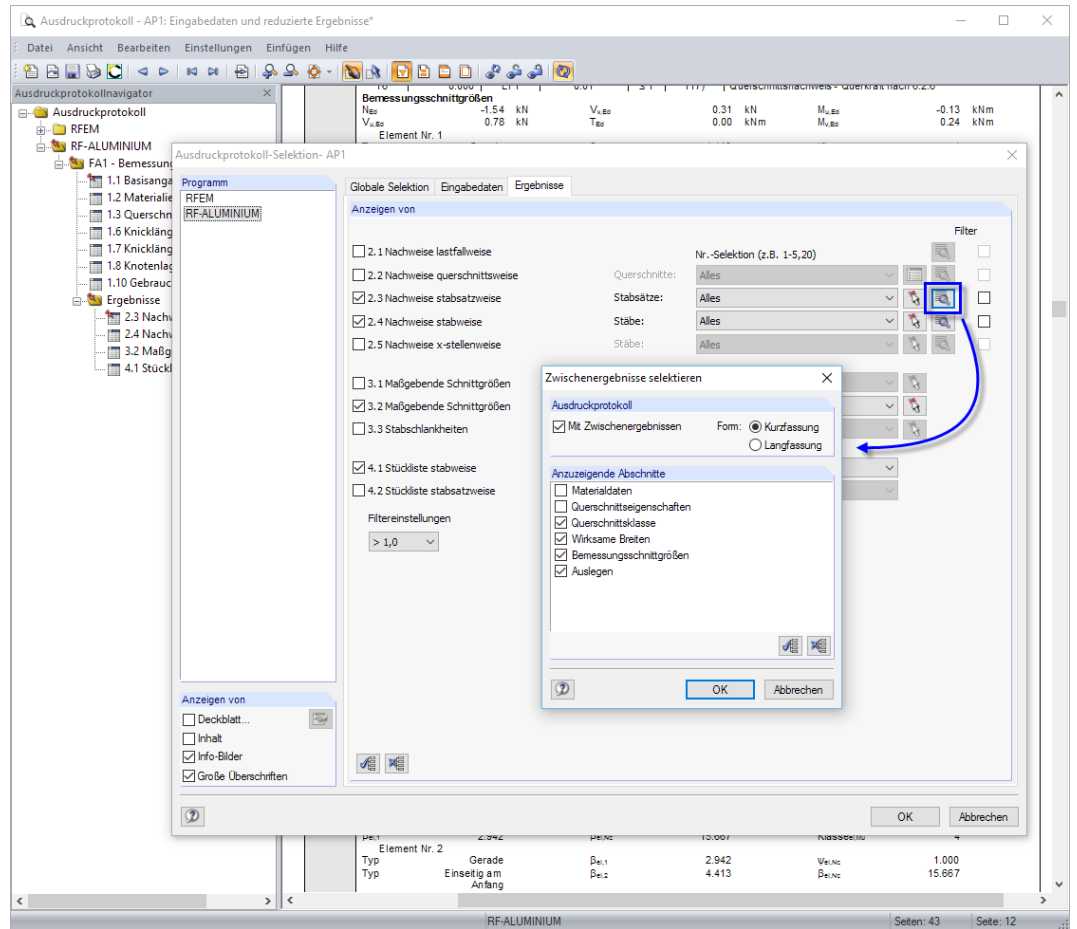 Ausdruckprotokoll - AP1: Eingabedaten und reduzierte Ergebnisse*
Datei Ansicht Bearbeiten Einstellungen Einfügen Hilfe
Ausdruckprotokollnavigator
Ausdruckprotokoll
RFEM
RF-ALUMINIUM
FA1 - Bemessung
1.1 Basisanga
1.2 Materialie
1.3 Querschn
1.6 Knickläng
1.7 Knickläng
1.8 Knotenlag
1.10 Gebrauc
Ergebnisse
2.3 Nachw
2.4 Nachw
3.2 Maßg
4.1 Stückl
Bemessungsschnittgrößen
NEd -1.54 kN Vv,Ed 0.31 kN Mu,Ed -0.13 kNm
Vu,Ed 0.78 kN TEd 0.00 kNm Mv,Ed 0.24 kNm
Element Nr. 1
Ausdruckprotokoll-Selektion- AP1
Programm
RFEM
RF-ALUMINIUM
Globale Selektion Eingabedaten Ergebnisse
Anzeigen von
Filter
2.1 Nachweise lastfallweise Nr.-Selektion (z.B. 1-5,20)
2.2 Nachweise querschnittsweise Querschnitte: Alles
2.3 Nachweise stabsatzweise Stabsätze: Alles
2.4 Nachweise stabweise Stäbe: Alles
2.5 Nachweise x-stellenweise Stäbe: Alles
3.1 Maßgebende Schnittgrößen
3.2 Maßgebende Schnittgrößen
3.3 Stabschlankheiten
4.1 Stückliste stabweise
4.2 Stückliste stabsatzweise
Filtereinstellungen
> 1,0
Zwischenergebnisse selektieren
Ausdruckprotokoll
Mit Zwischenergebnissen Form: Kurzfassung
Langfassung
Anzuzeigende Abschnitte
Materialdaten
Querschnittseigenschaften
Querschnittsklasse
Wirksame Breiten
Bemessungsschnittgrößen
Auslegen
OK Abbrechen
Anzeigen von
Deckblatt...
Inhalt
Info-Bilder
Große Überschriften
OK Abbrechen
Element Nr. 2
Typ Gerade βel,1 2.942 ψel,Nc 1.000
Typ Einseitig am βel,2 4.413 βel,Nc 15.667
Anfang
RF-ALUMINIUM Seiten: 43 Seite: 12